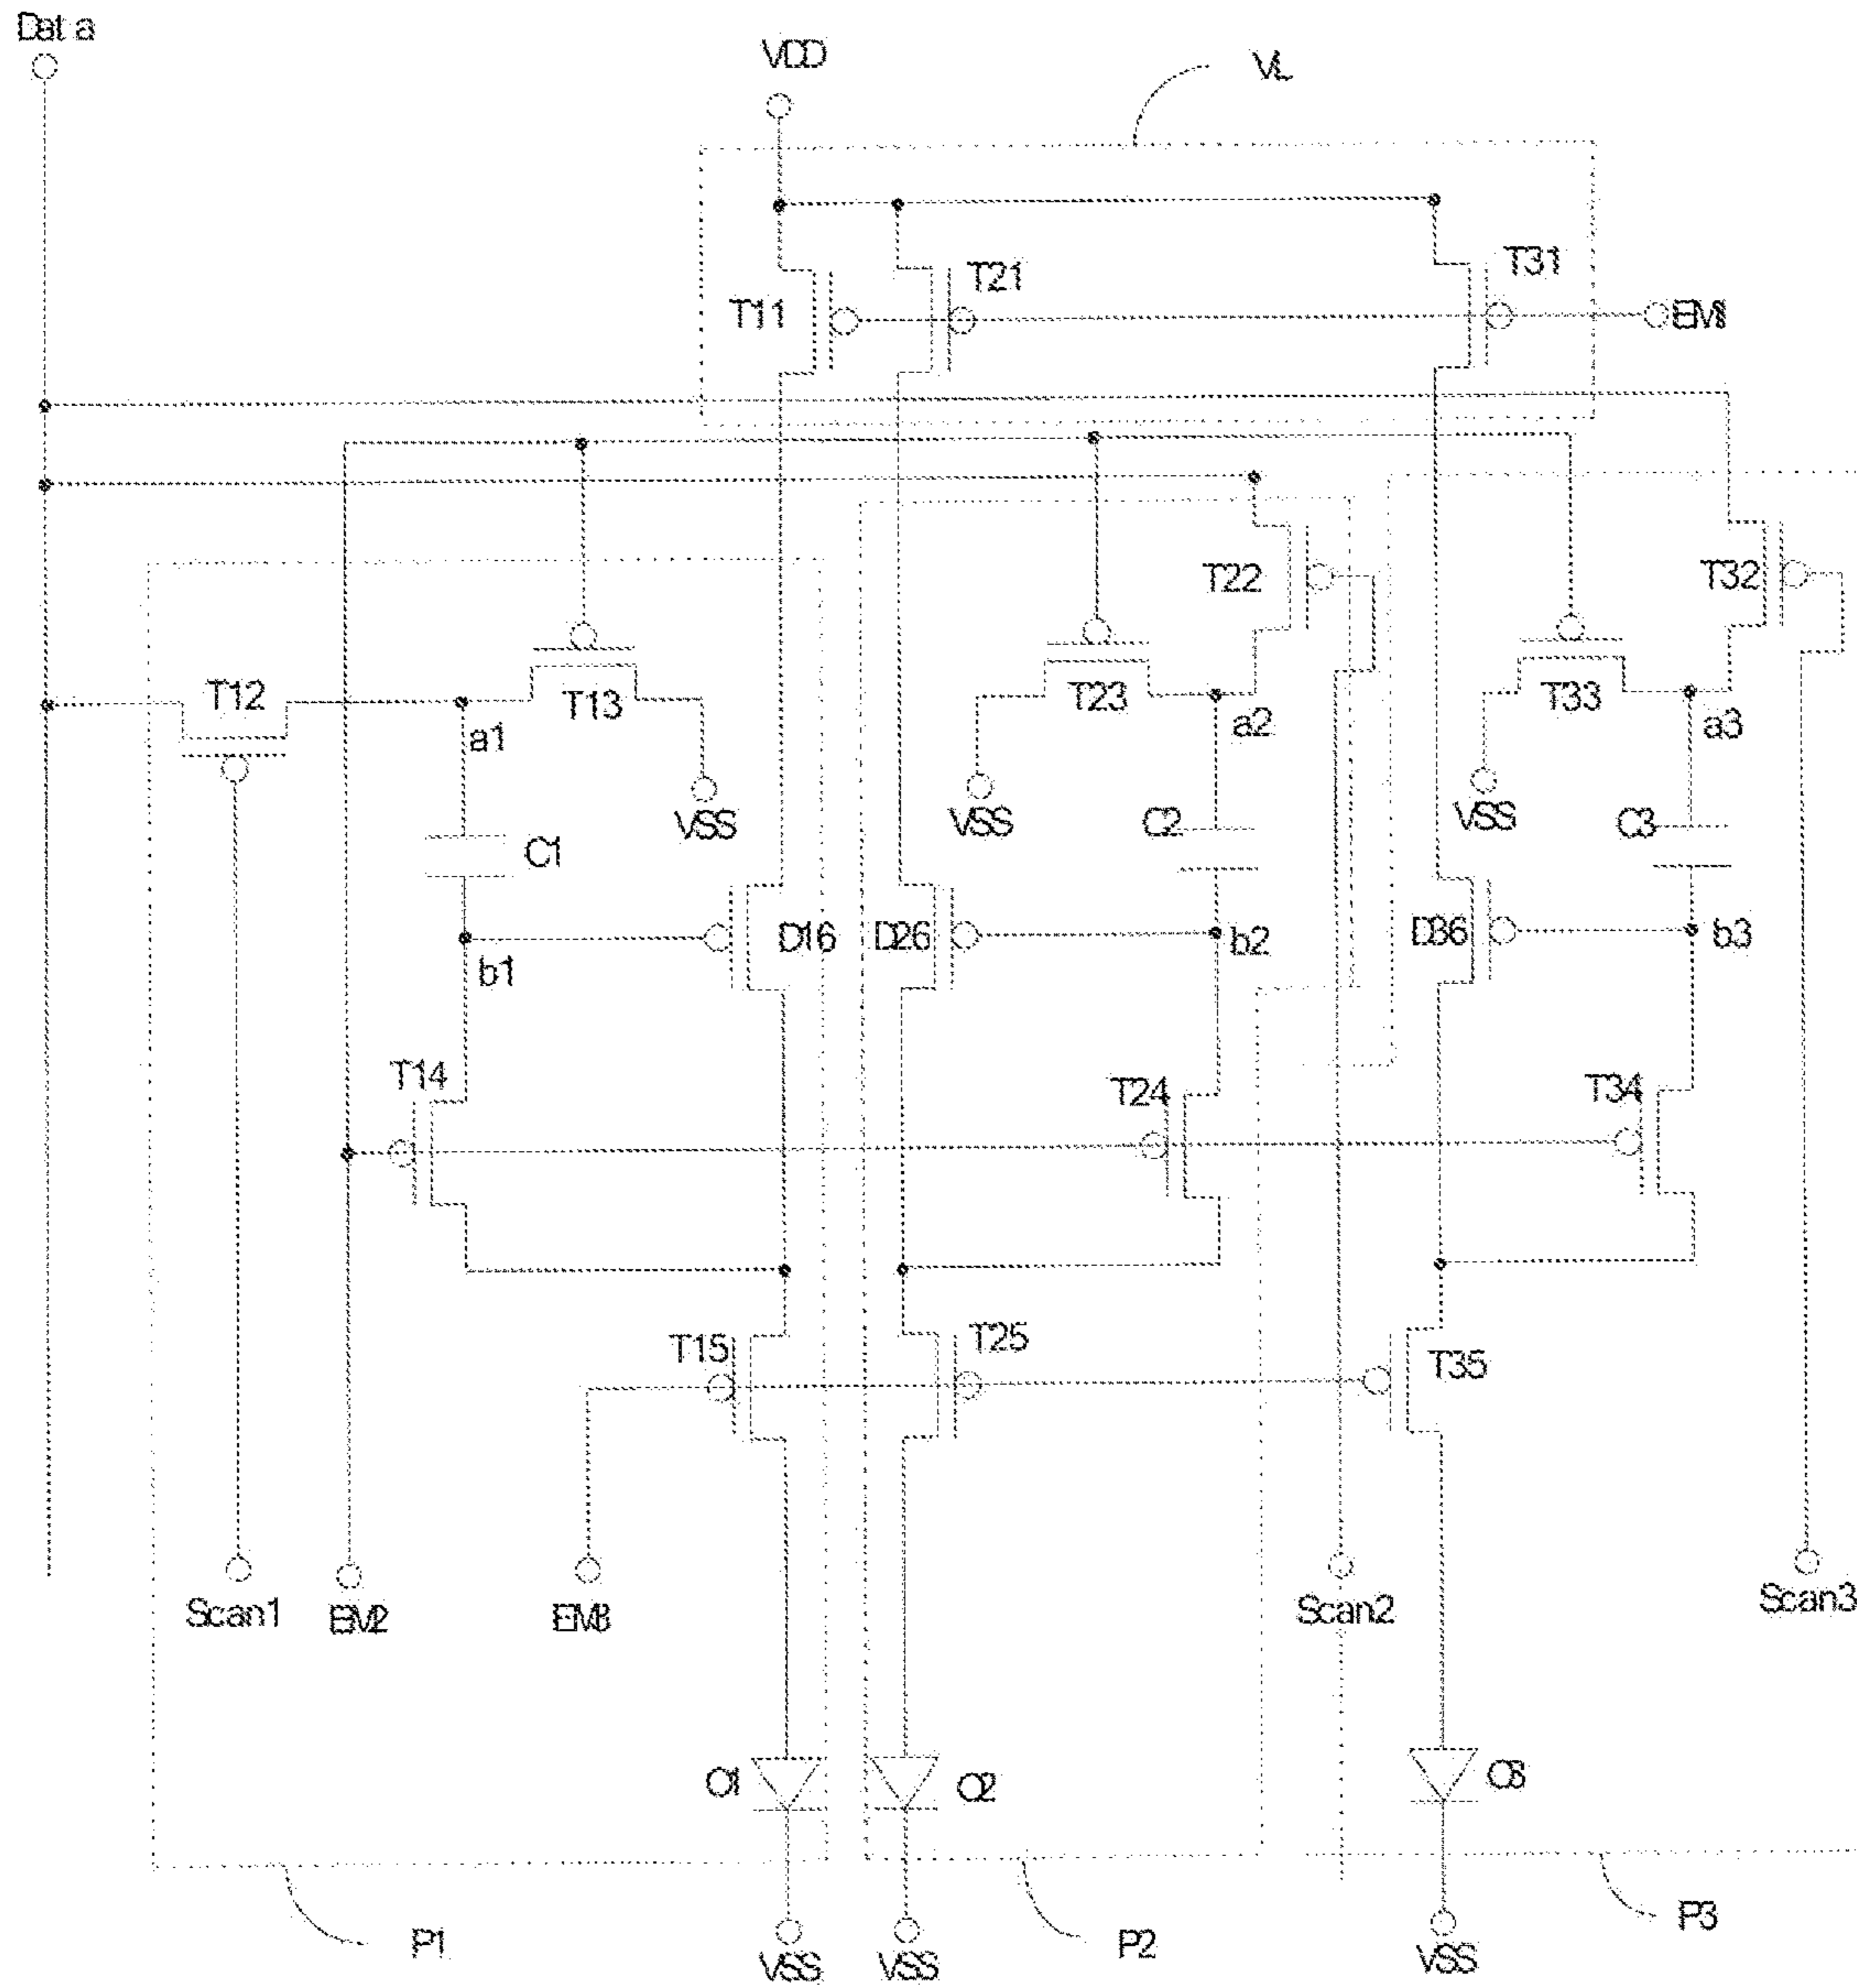 Data
VDD
VL
T11
T21
T31
EM1
T12
T13
a1
VSS
C1
T23
T22
a2
VSS
C2
T33
T32
a3
VSS
C3
b1
D16
D26
b2
D36
b3
T14
T24
T34
T15
T25
T35
Scan1
EM2
EM3
Scan2
Scan3
O1
O2
O3
P1
VSS
VSS
P2
VSS
P3